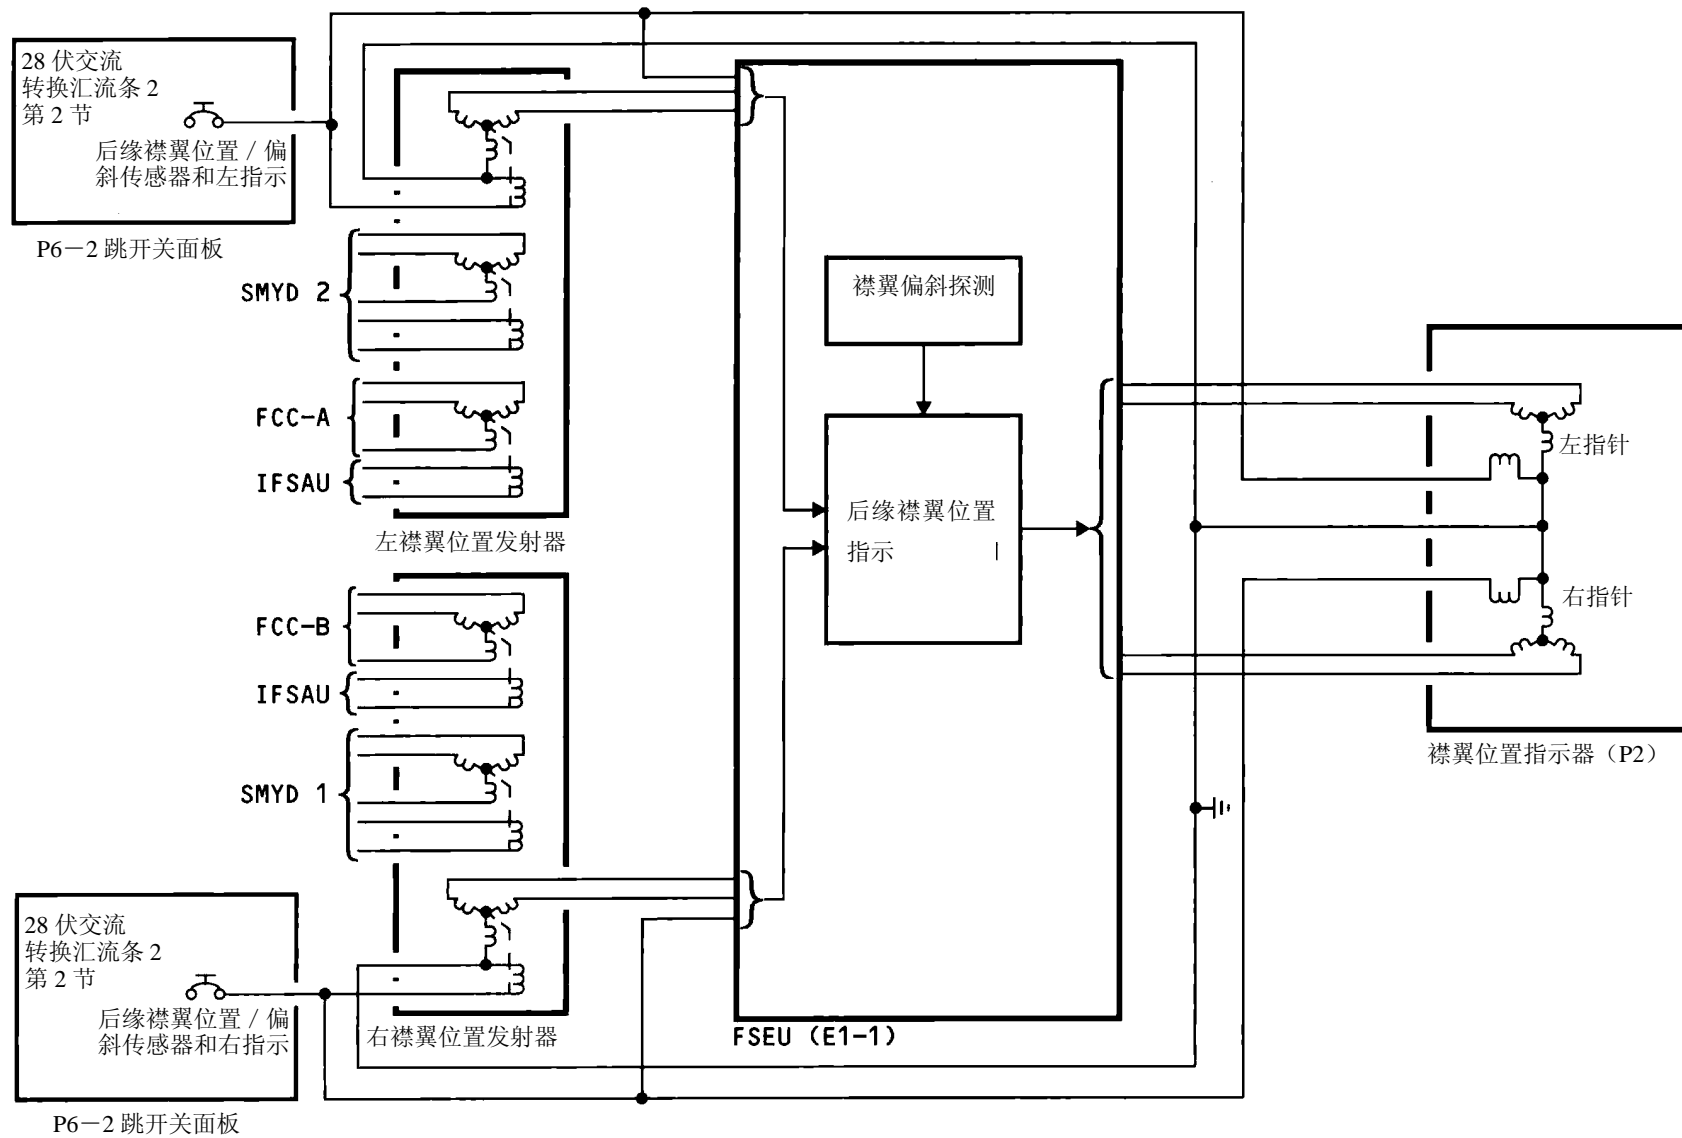 28 伏交流
转换汇流条 2
第 2 节
后缘襟翼位置 / 偏
斜传感器和左指示
P6－2 跳开关面板
SMYD 2
FCC-A
IFSAU
左襟翼位置发射器
FCC-B
IFSAU
SMYD 1
28 伏交流
转换汇流条 2
第 2 节
后缘襟翼位置 / 偏
斜传感器和右指示
P6－2 跳开关面板
右襟翼位置发射器
襟翼偏斜探测
后缘襟翼位置
指示
FSEU (E1-1)
左指针
右指针
襟翼位置指示器（P2）